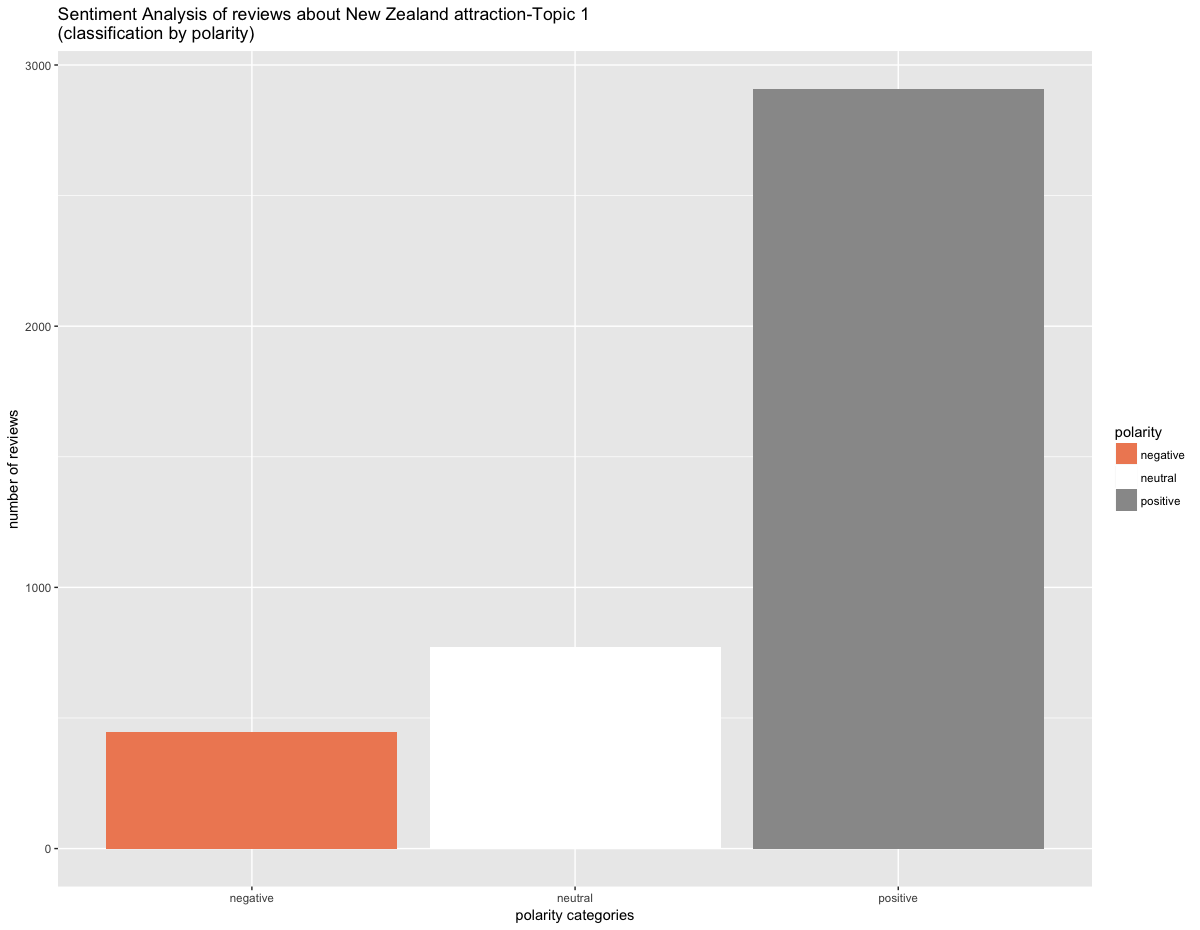 Sentiment Analysis of reviews about New Zealand attraction-Topic 1
(classification by polarity)
3000
2000
1000
0
number of reviews
negative
neutral
positive
polarity categories
polarity
negative
neutral
positive